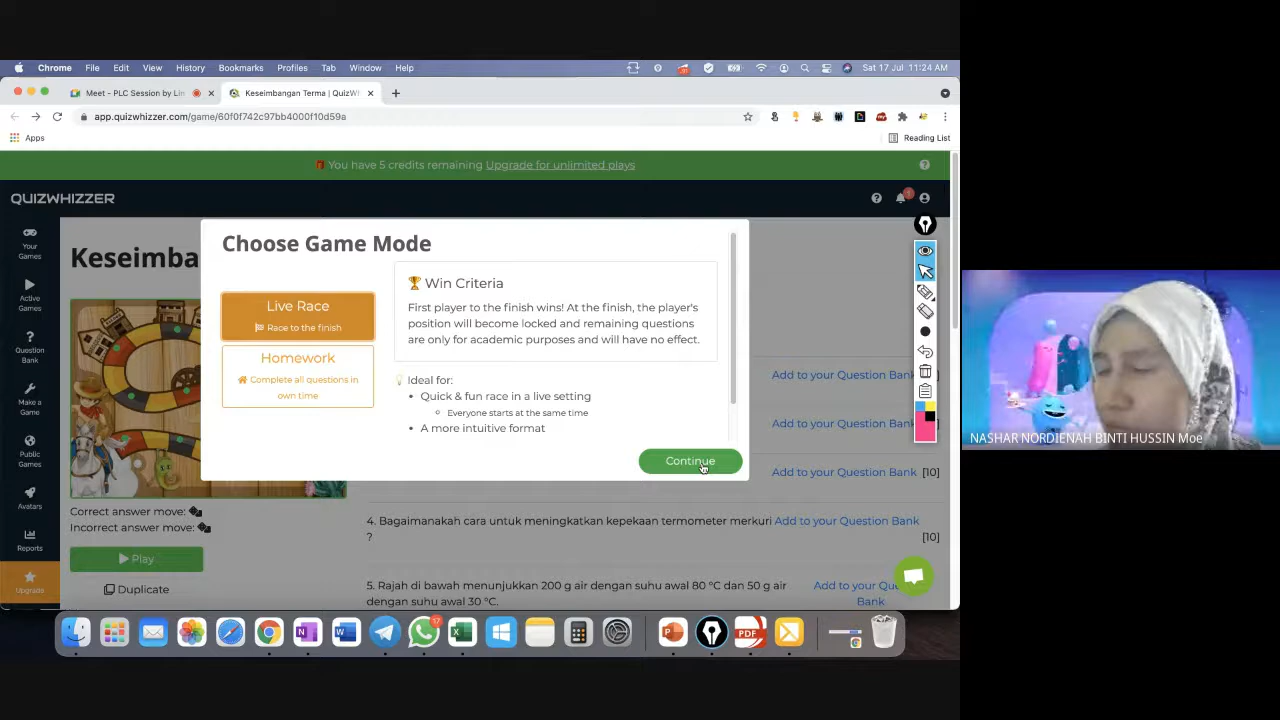 Chrome File Edit View History Bookmarks Profiles Tab Window Help
Sat 17 Jul 11:24 AM
Meet - PLC Session by Lin
Keseimbangan Terma | QuizWh
app.quizwhizzer.com/game/60f0f742c97bb4000f10d59a
Apps
Reading List
You have 5 credits remaining Upgrade for unlimited plays
QUIZWHIZZER
Your
Games
Active
Games
Question
Bank
Make a
Game
Public
Games
Avatars
Reports
Upgrade
Keseimba
Choose Game Mode
Live Race
Race to the finish
Homework
Complete all questions in
own time
Win Criteria
First player to the finish wins! At the finish, the player's
position will become locked and remaining questions
are only for academic purposes and will have no effect.
Ideal for:
Quick & fun race in a live setting
Everyone starts at the same time
A more intuitive format
Continue
Correct answer move:
Incorrect answer move:
Play
Duplicate
Add to your Question Bank
Add to your Question Bank
Add to your Question Bank [10]
4. Bagaimanakah cara untuk meningkatkan kepekaan termometer merkuri Add to your Question Bank
? [10]
5. Rajah di bawah menunjukkan 200 g air dengan suhu awal 80 °C dan 50 g air
dengan suhu awal 30 °C.
Add to your Qu
Bank
17
PDF
NASHAR NORDIENAH BINTI HUSSIN Moe